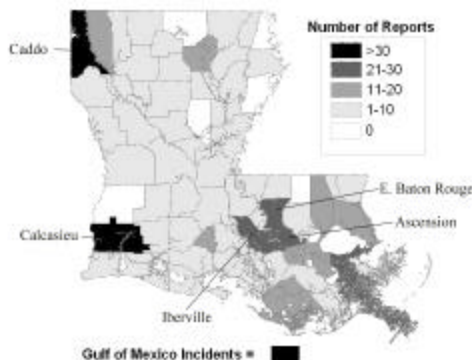 Number of Reports
>30
21-30
11-20
1-10
0
Caddo
E. Baton Rouge
Ascension
Calcasieu
Iberville
Gulf of Mexico Incidents =